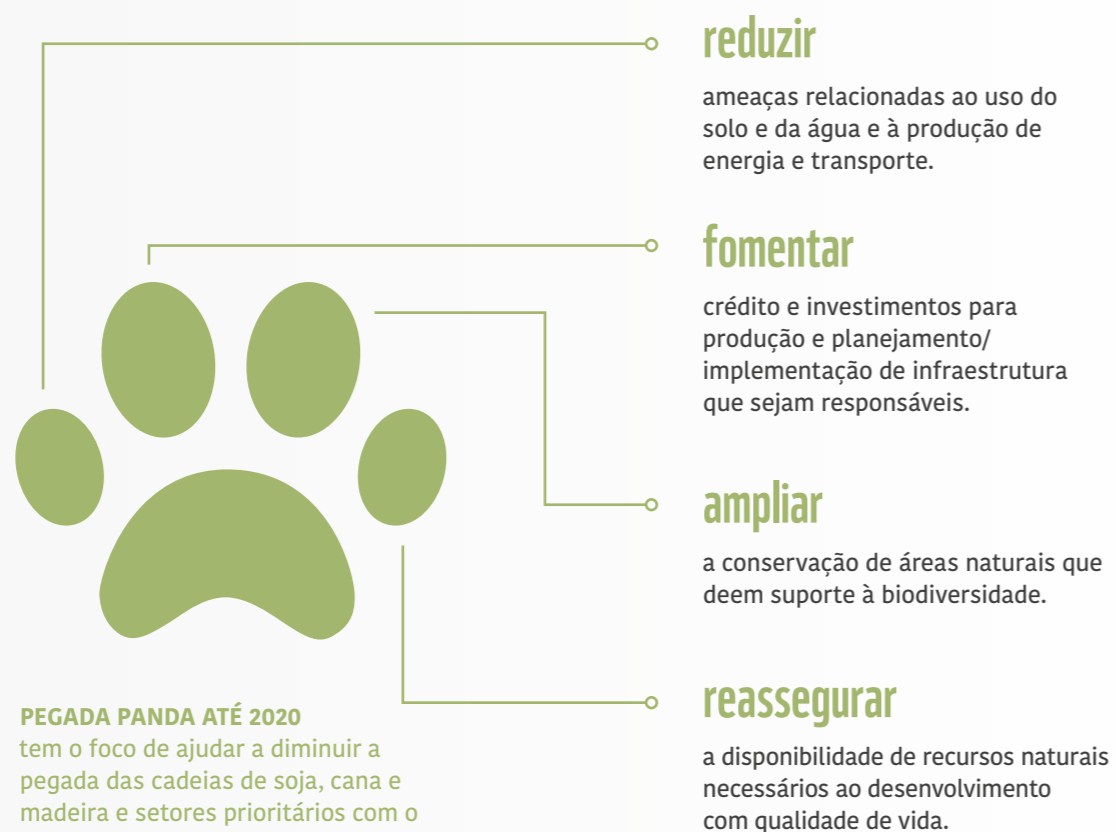 reduzir
ameaças relacionadas ao uso do
solo e da água e à produção de
energia e transporte.
fomentar
crédito e investimentos para
produção e planejamento/
implementação de infraestrutura
que sejam responsáveis.
ampliar
a conservação de áreas naturais que
deem suporte à biodiversidade.
reassegurar
a disponibilidade de recursos naturais
necessários ao desenvolvimento
com qualidade de vida.
PEGADA PANDA ATÉ 2020
tem o foco de ajudar a diminuir a
pegada das cadeias de soja, cana e
madeira e setores prioritários com o